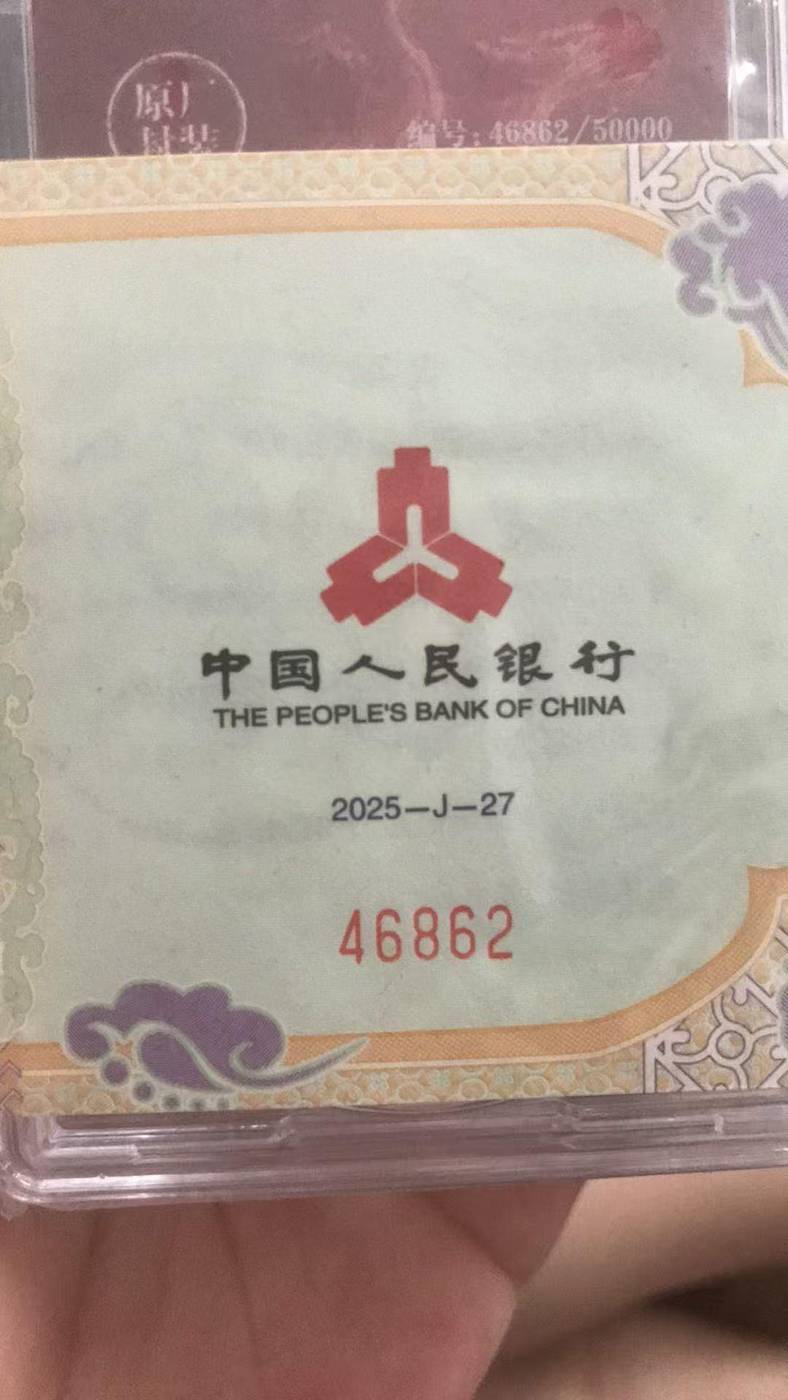 原厂
封装
编号:46862/50000
中国人民银行
THE PEOPLE'S BANK OF CHINA
2025—J—27
46862